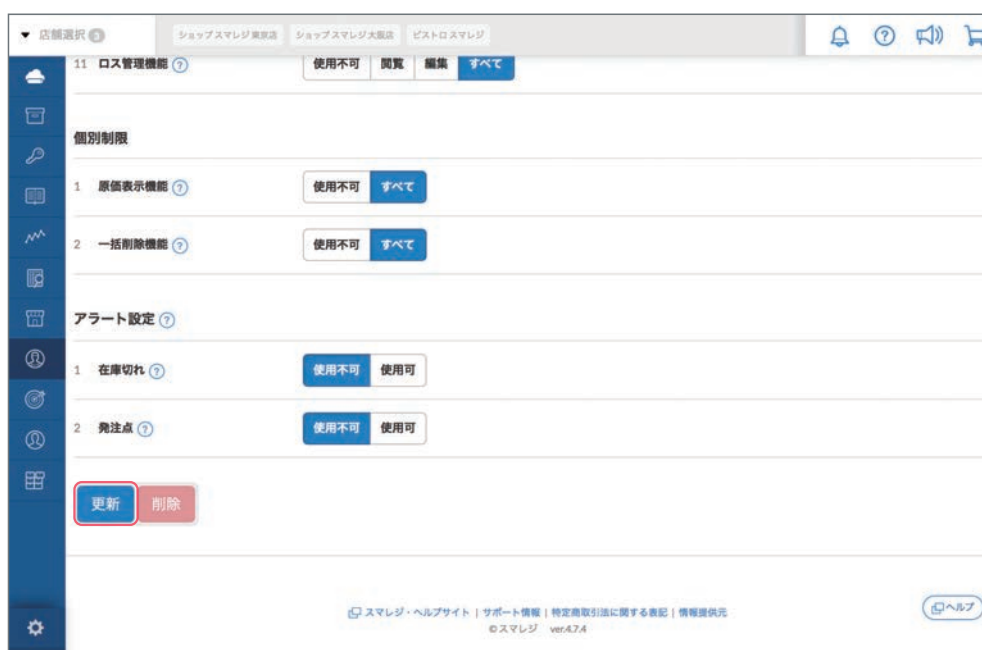 ▼ 店舗選択 3 ショップスマレジ東京店 ショップスマレジ大阪店 ビストロスマレジ
11 ロス管理機能 ? 使用不可 閲覧 編集 すべて
個別制限
1 原価表示機能 ? 使用不可 すべて
2 一括削除機能 ? 使用不可 すべて
アラート設定 ?
1 在庫切れ ? 使用不可 使用可
2 発注点 ? 使用不可 使用可
更新 削除
スマレジ・ヘルプサイト | サポート情報 | 特定商取引法に関する表記 | 情報提供元
©スマレジ ver.4.7.4
ヘルプ